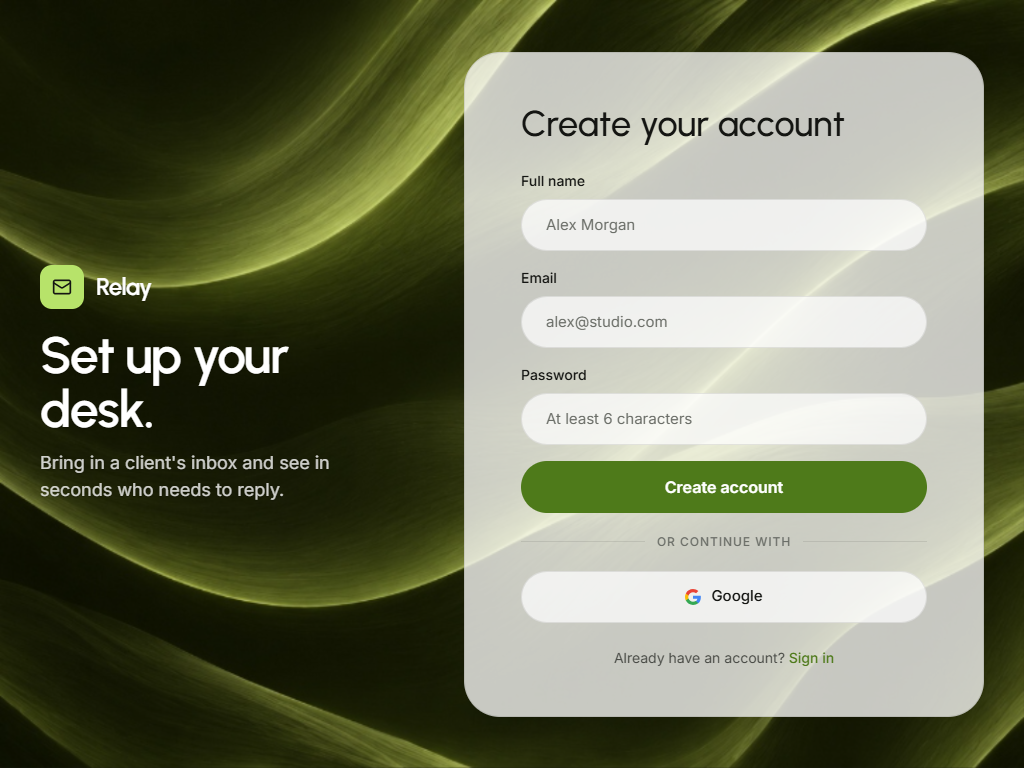 Relay
Set up your
desk.
Bring in a client's inbox and see in
seconds who needs to reply.
Create your account
Full name
Alex Morgan
Email
alex@studio.com
Password
At least 6 characters
Create account
OR CONTINUE WITH
Google
Already have an account? Sign in